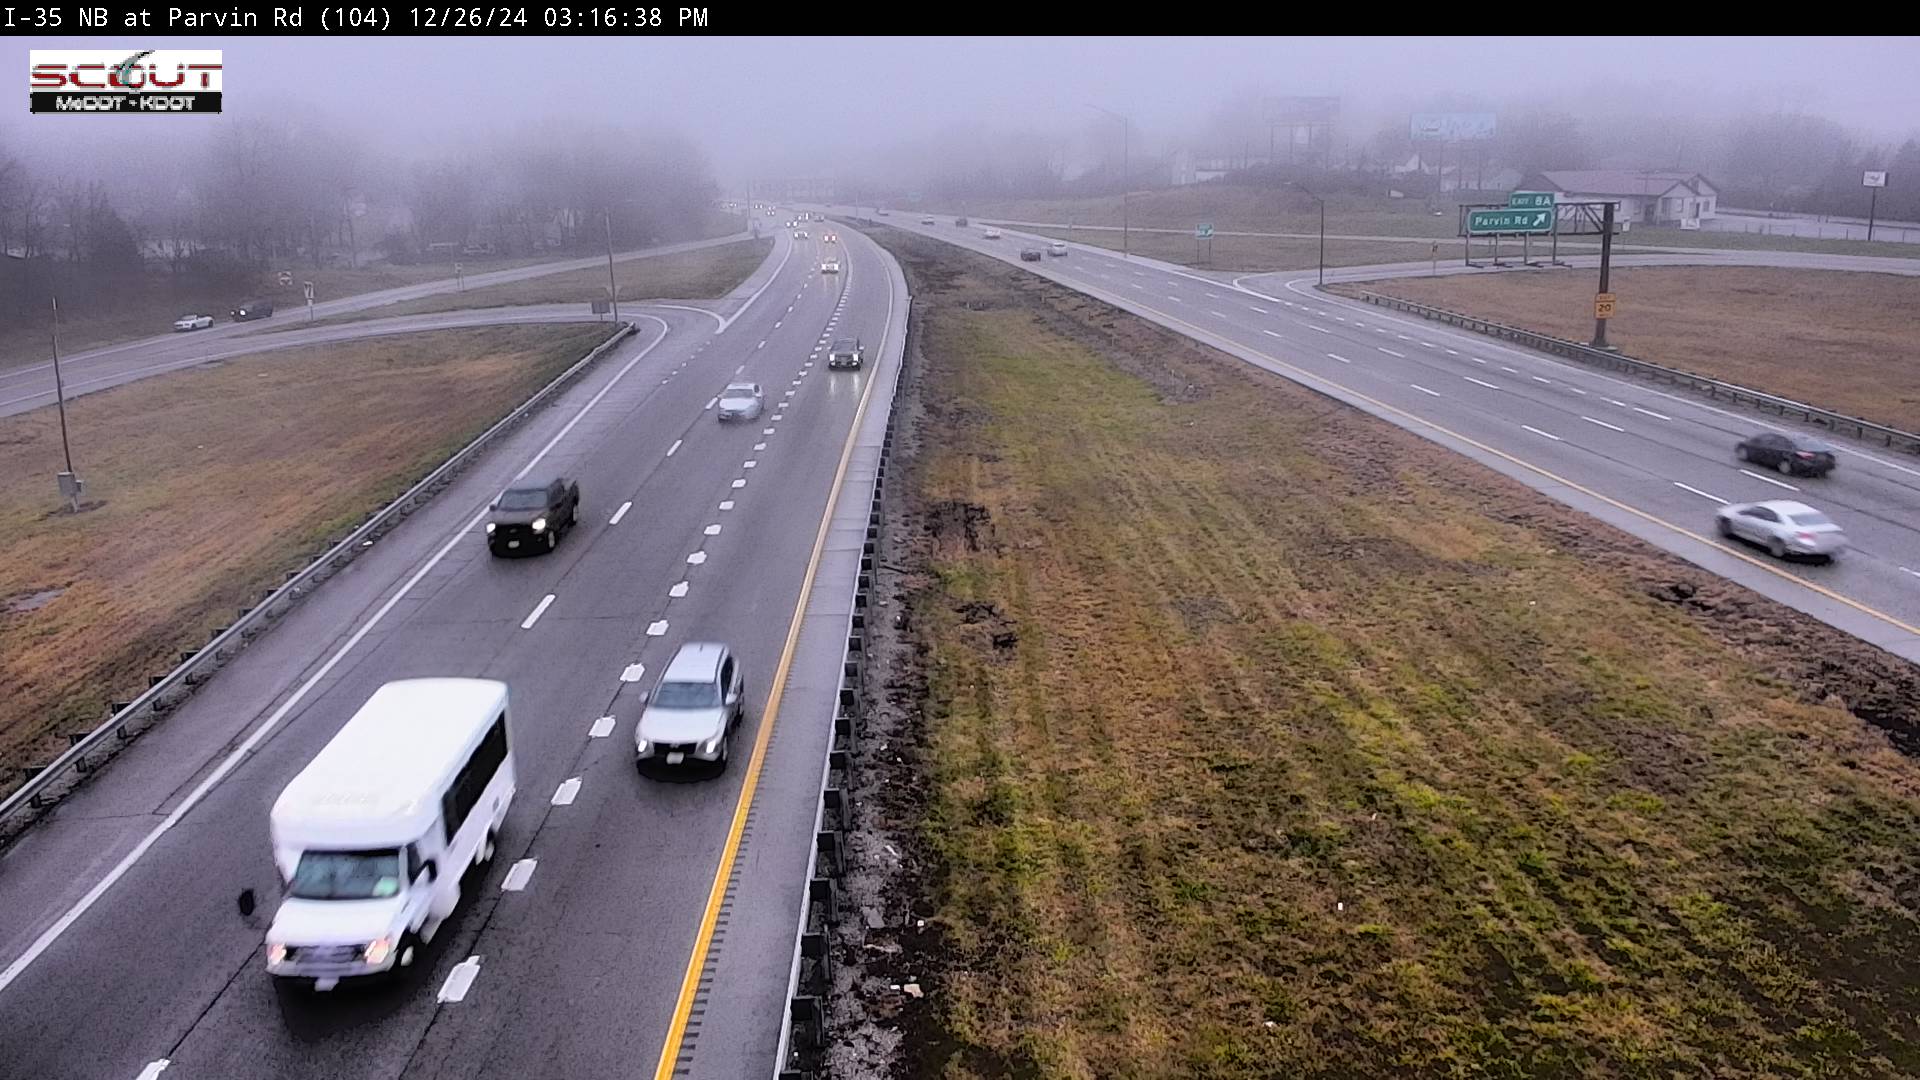 I-35 NB at Parvin Rd (104) 12/26/24 03:16:38 PM
SCOUT
MoDOT - KDOT
EXIT 8A
Parvin Rd
20